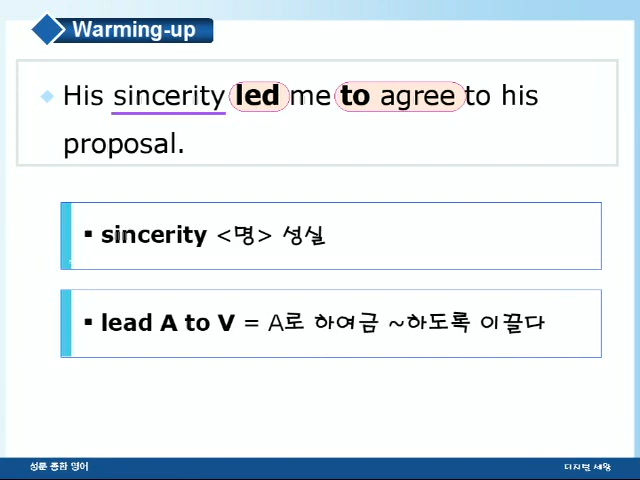 Warming-up
His sincerity led me to agree to his
proposal.
▪ sincerity <명> 성실
▪ lead A to V = A로 하여금 ~하도록 이끌다
성문 종합 영어
디지털 세왕